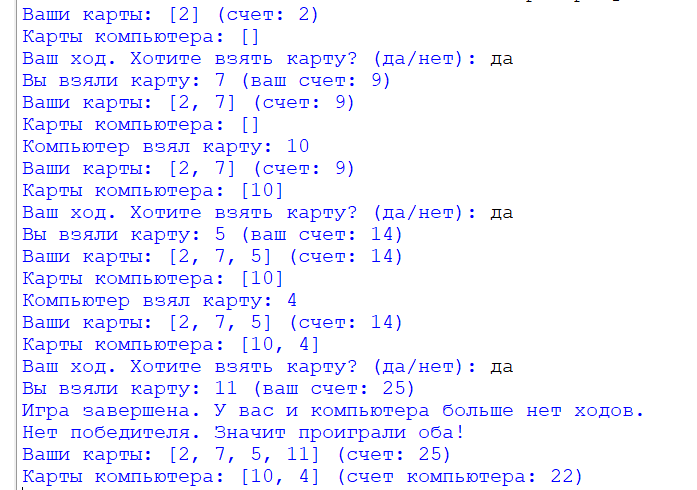 Ваши карты: [2] (счет: 2)
Карты компьютера: []
Ваш ход. Хотите взять карту? (да/нет): да
Вы взяли карту: 7 (ваш счет: 9)
Ваши карты: [2, 7] (счет: 9)
Карты компьютера: []
Компьютер взял карту: 10
Ваши карты: [2, 7] (счет: 9)
Карты компьютера: [10]
Ваш ход. Хотите взять карту? (да/нет): да
Вы взяли карту: 5 (ваш счет: 14)
Ваши карты: [2, 7, 5] (счет: 14)
Карты компьютера: [10]
Компьютер взял карту: 4
Ваши карты: [2, 7, 5] (счет: 14)
Карты компьютера: [10, 4]
Ваш ход. Хотите взять карту? (да/нет): да
Вы взяли карту: 11 (ваш счет: 25)
Игра завершена. У вас и компьютера больше нет ходов.
Нет победителя. Значит проиграли оба!
Ваши карты: [2, 7, 5, 11] (счет: 25)
Карты компьютера: [10, 4] (счет компьютера: 22)